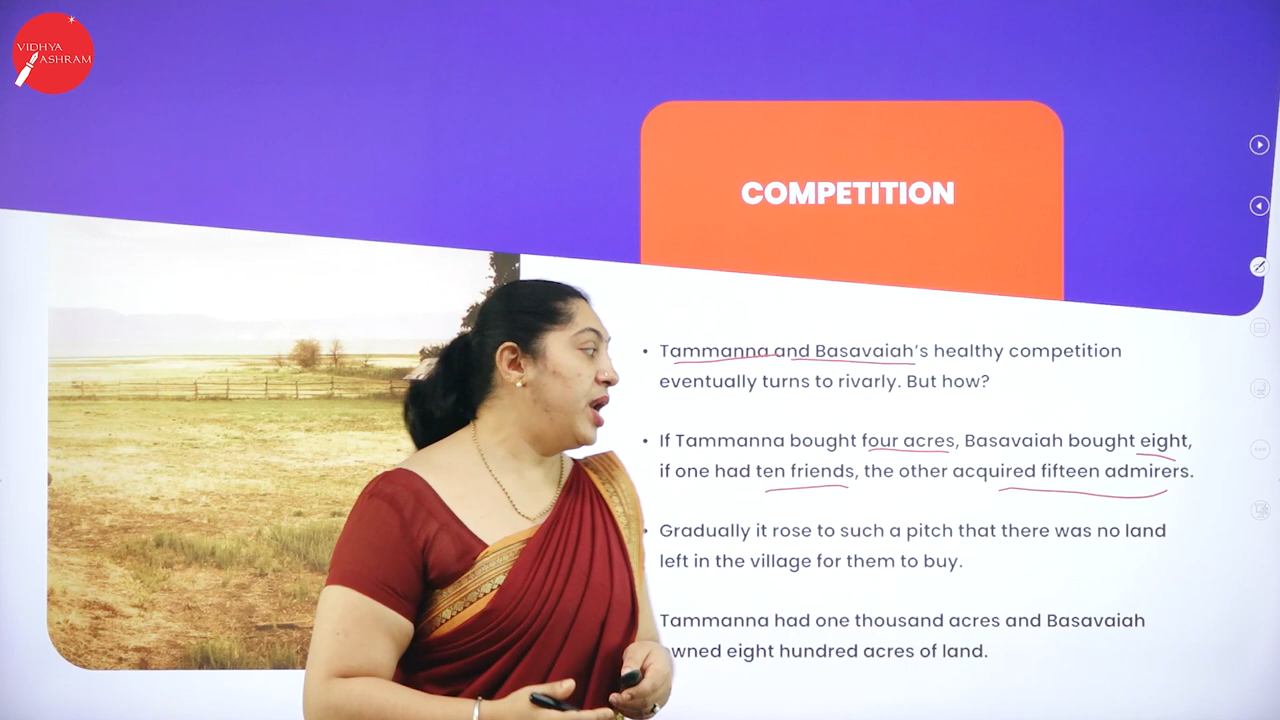 VIDHYA
ASHRAM
COMPETITION
• Tammanna and Basavaiah's healthy competition
eventually turns to rivarly. But how?
• If Tammanna bought four acres, Basavaiah bought eight,
if one had ten friends, the other acquired fifteen admirers.
• Gradually it rose to such a pitch that there was no land
left in the village for them to buy.
Tammanna had one thousand acres and Basavaiah
owned eight hundred acres of land.